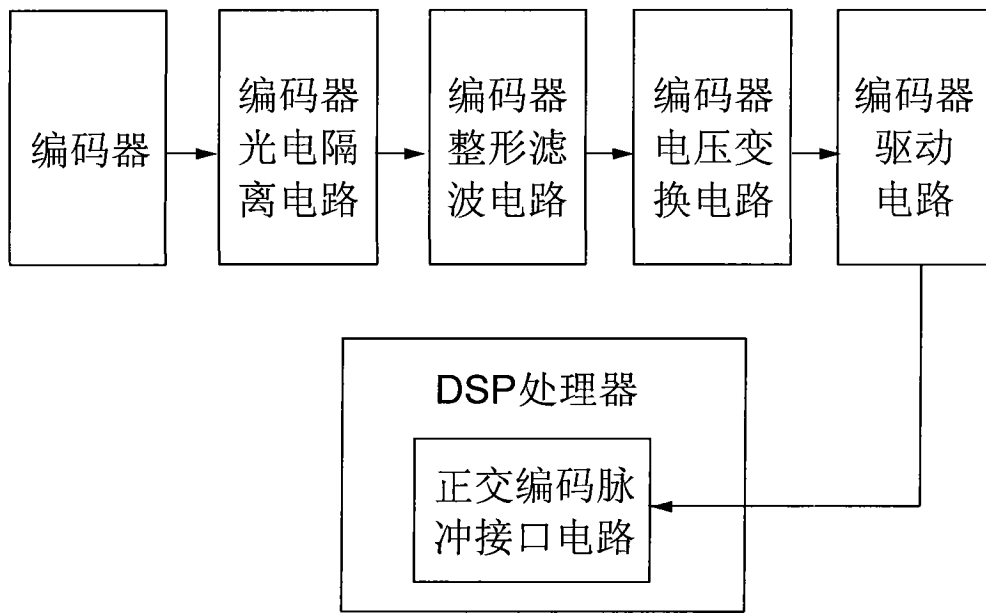 编码器
编码器
光电隔
离电路
编码器
整形滤
波电路
编码器
电压变
换电路
编码器
驱动
电路
DSP处理器
正交编码脉
冲接口电路